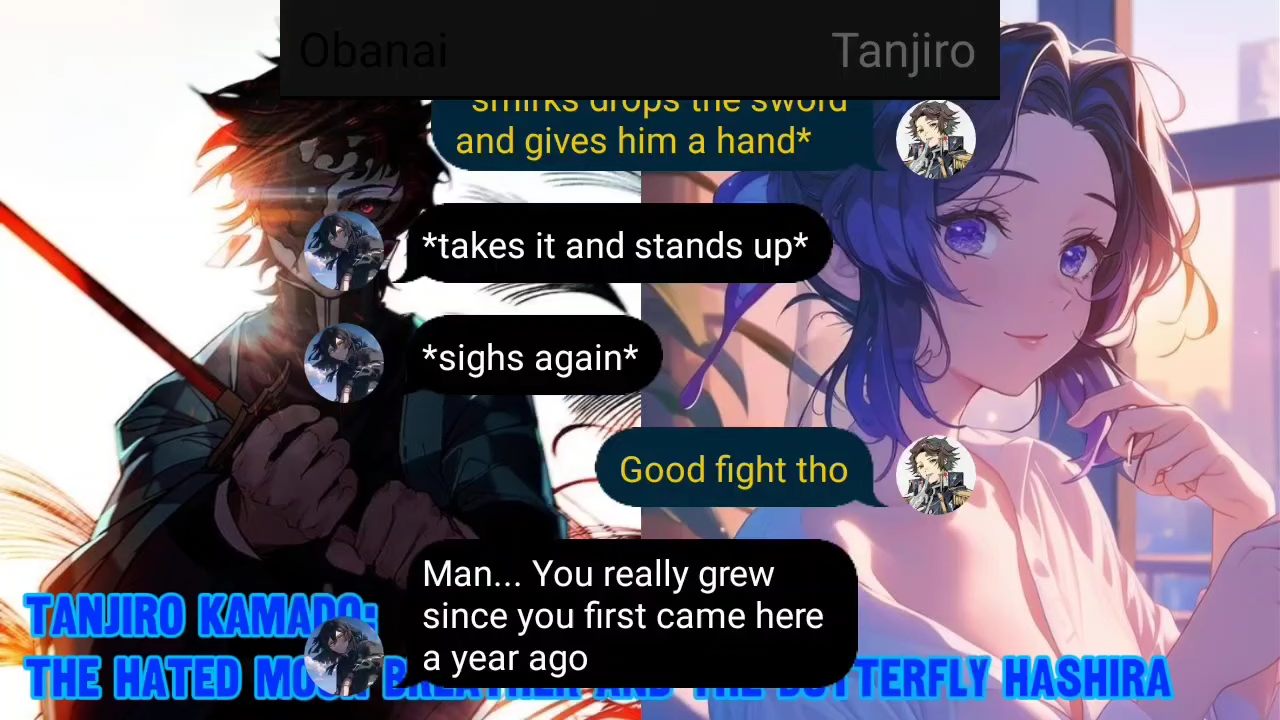 Obanai
Tanjiro
*smirks drops the sword
and gives him a hand*
*takes it and stands up*
*sighs again*
Good fight tho
Man... You really grew
since you first came here
a year ago
TANJIRO KAMADO:
THE HATED MOON BREATHER AND THE BUTTERFLY HASHIRA